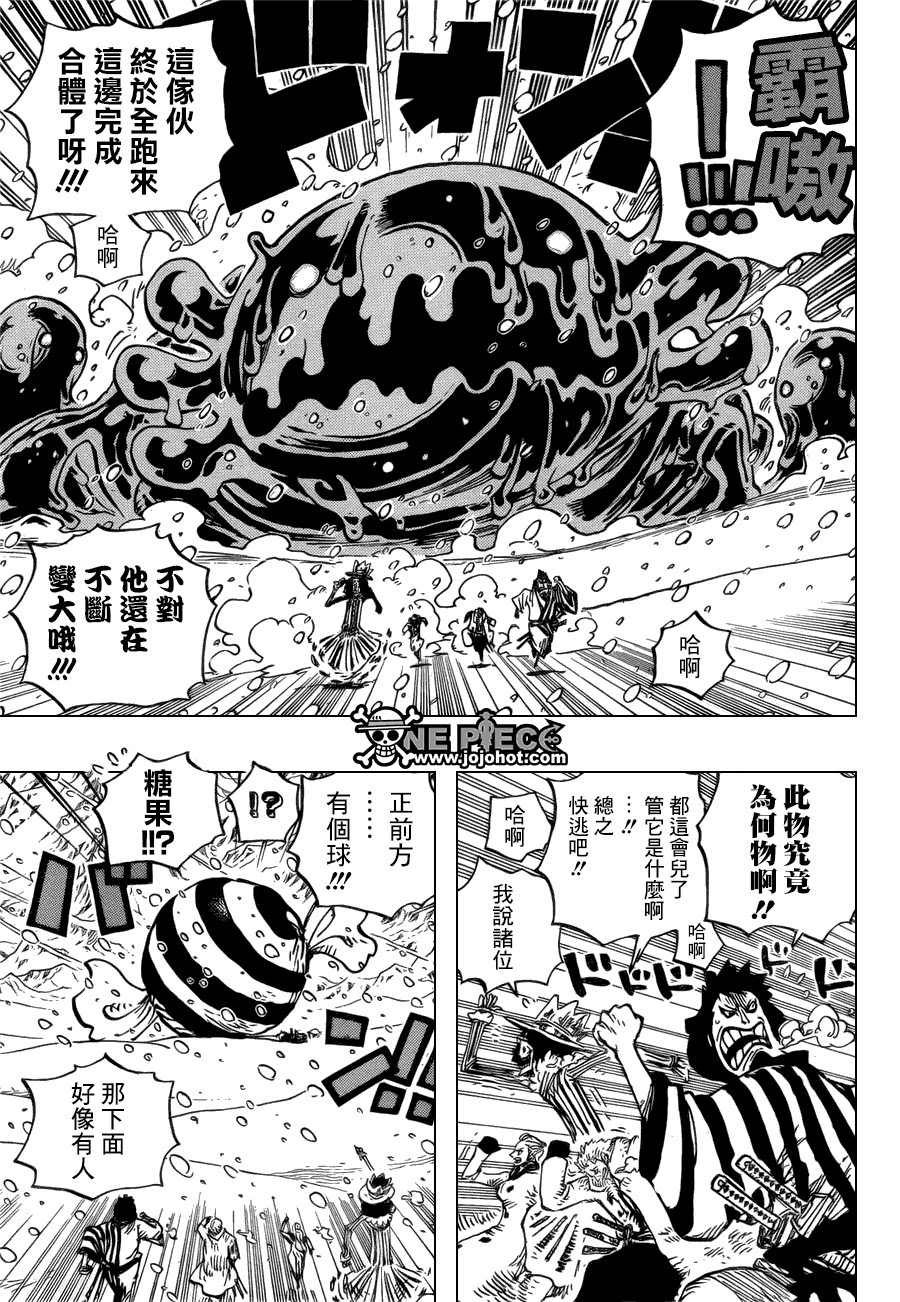 霸
嗷
!!!!
ドォン
這傢伙
終於全跑來
這邊完成
合體了呀!!!
哈啊
不對
他還在
不斷
變大哦!!!
哈啊
ONE PIECE
www.jojohot.com
此物究竟
為何物啊!!
都這會兒了
管它是什麼啊
…!!
總之
快逃吧!!
哈啊
哈啊
我說諸位
ドドドド
正前方
……
有個球!!!
!?
糖果!!?
那下面
好像有人